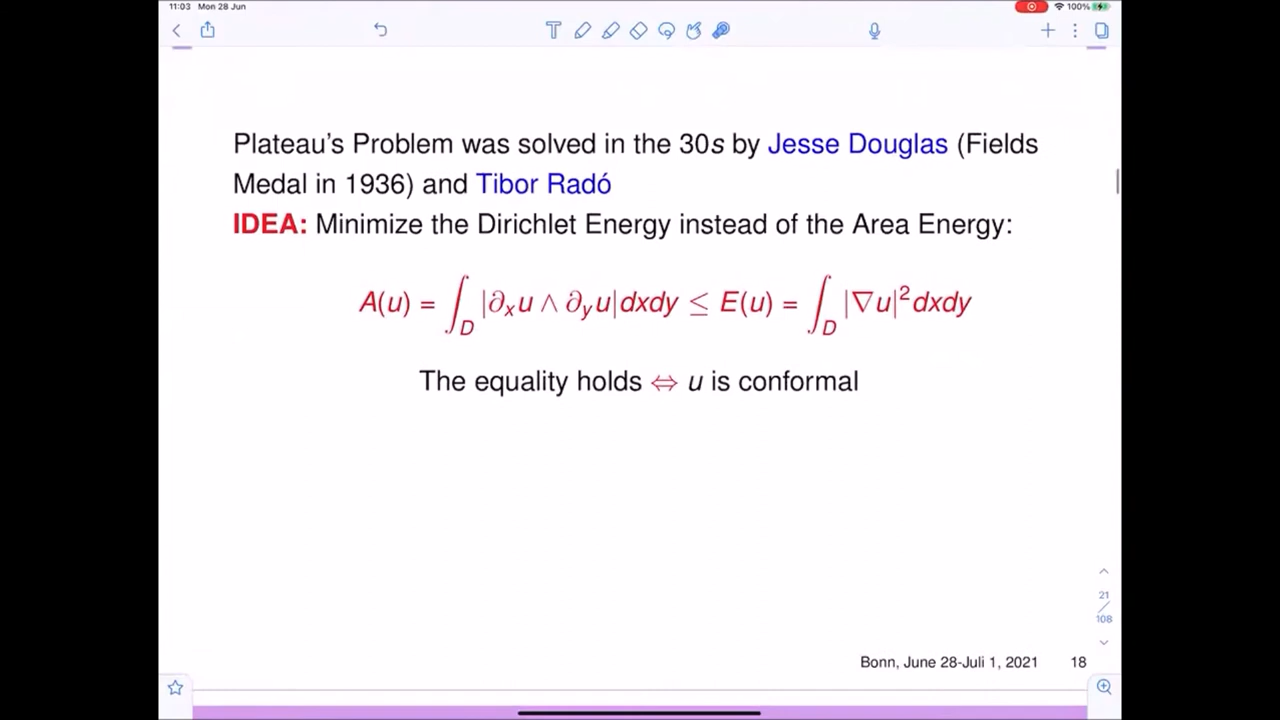 11:03 Mon 28 Jun
100%
Plateau's Problem was solved in the 30s by Jesse Douglas (Fields
Medal in 1936) and Tibor Radó
IDEA: Minimize the Dirichlet Energy instead of the Area Energy:
A(u) = ∫_D |∂_x u ∧ ∂_y u| dxdy ≤ E(u) = ∫_D |∇u|² dxdy
The equality holds ⇔ u is conformal
21
108
Bonn, June 28-Juli 1, 2021 18